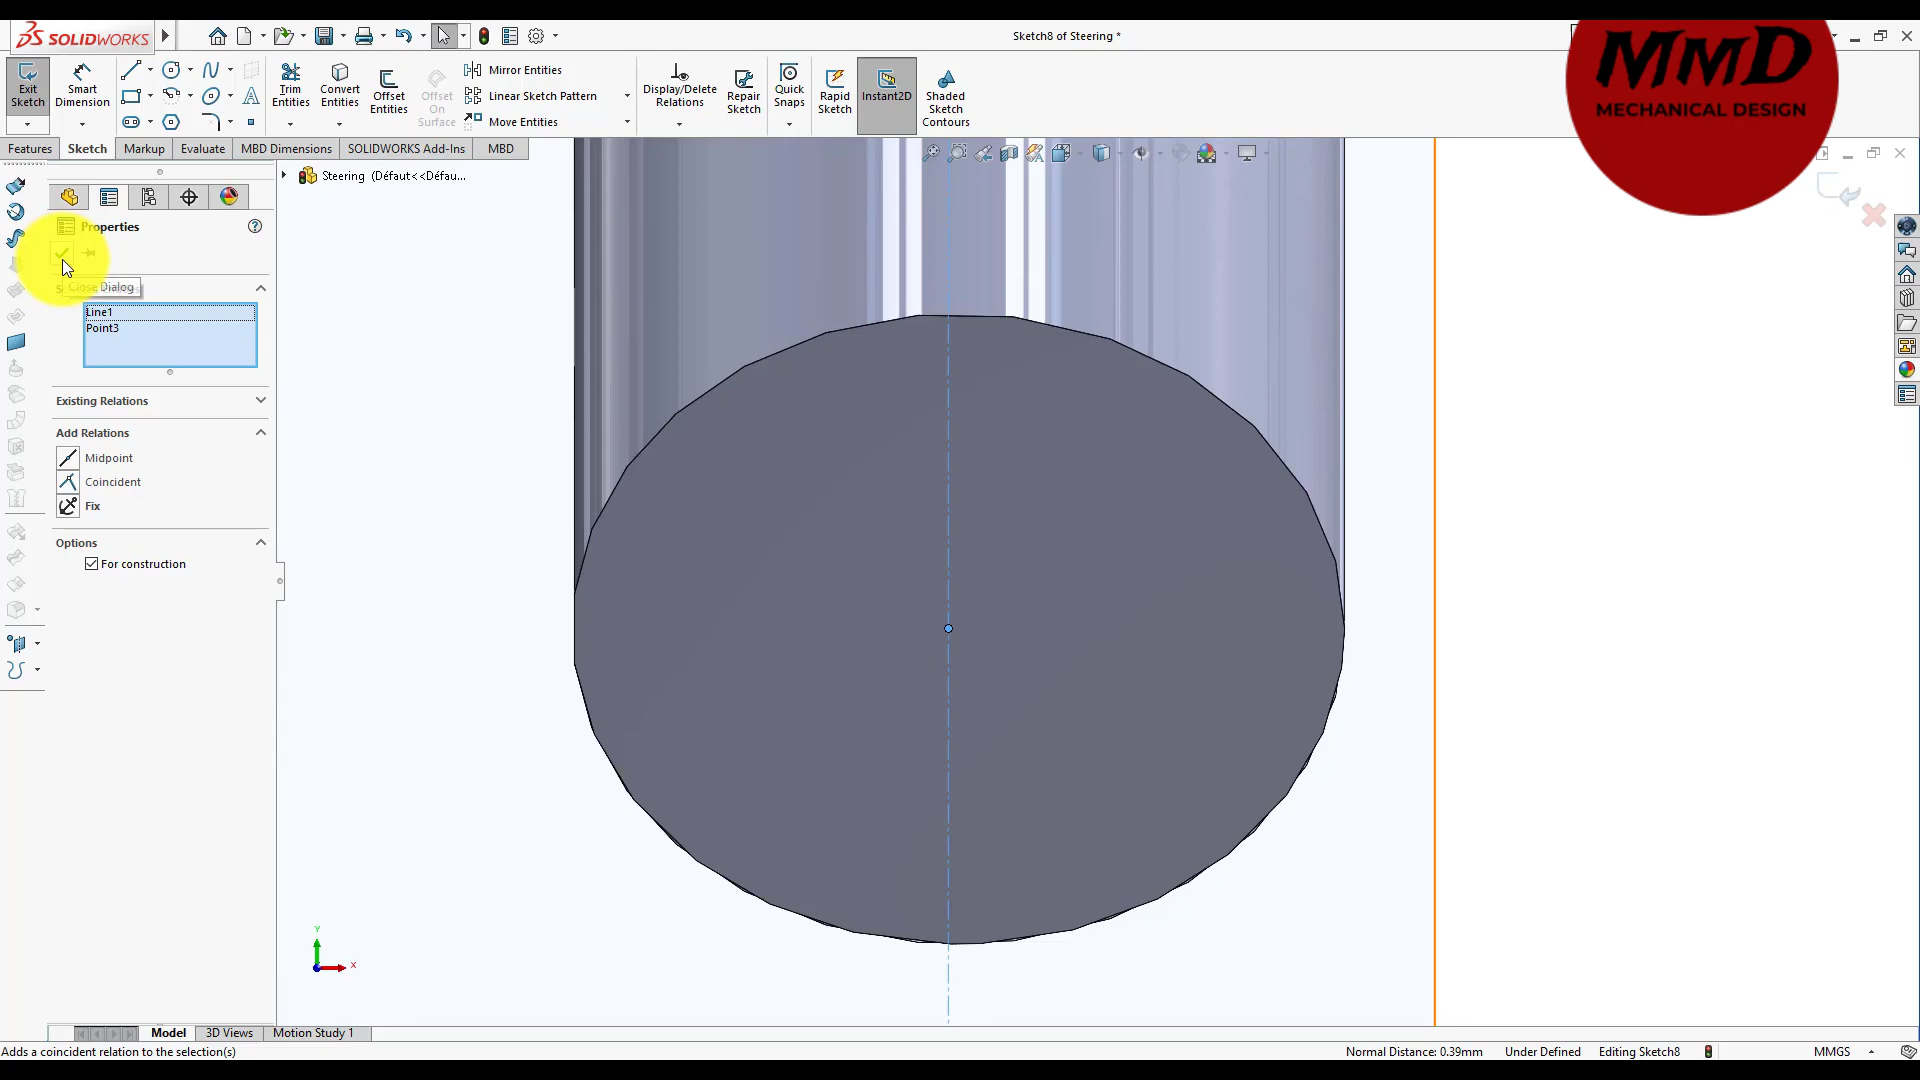 SOLIDWORKS
Sketch8 of Steering *
MMD
MECHANICAL DESIGN
Exit Sketch
Smart Dimension
Trim Entities
Convert Entities
Offset Entities
Offset On Surface
Mirror Entities
Linear Sketch Pattern
Move Entities
Display/Delete Relations
Repair Sketch
Quick Snaps
Rapid Sketch
Instant2D
Shaded Sketch Contours
Features
Sketch
Markup
Evaluate
MBD Dimensions
SOLIDWORKS Add-Ins
MBD
Steering (Défaut<<Défau...
Properties
Close Dialog
Line1
Point3
Existing Relations
Add Relations
Midpoint
Coincident
Fix
Options
For construction
Y
X
Model
3D Views
Motion Study 1
Adds a coincident relation to the selection(s)
Normal Distance: 0.39mm
Under Defined
Editing Sketch8
MMGS